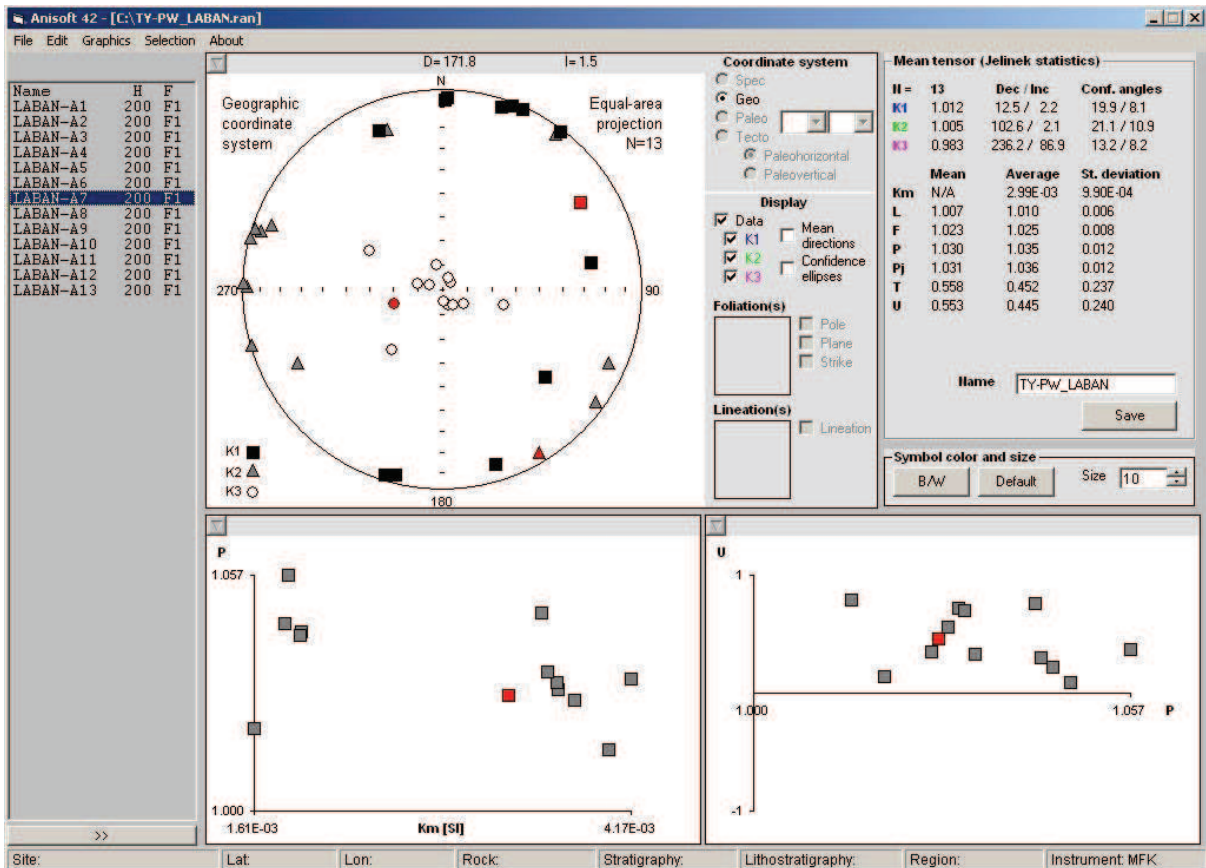 Anisoft 42 - [C:\TY-PW_LABAN.ran]
File Edit Graphics Selection About
Name H F
LABAN-A1 200 F1
LABAN-A2 200 F1
LABAN-A3 200 F1
LABAN-A4 200 F1
LABAN-A5 200 F1
LABAN-A6 200 F1
LABAN-A7 200 F1
LABAN-A8 200 F1
LABAN-A9 200 F1
LABAN-A10 200 F1
LABAN-A11 200 F1
LABAN-A12 200 F1
LABAN-A13 200 F1
>>
D= 171.8 I= 1.5
N
Geographic
coordinate
system
Equal-area
projection
N=13
270
90
180
K1
K2
K3
Coordinate system
Spec
Geo
Paleo
Tecto
Paleohorizontal
Paleovertical
Display
Data
K1
K2
K3
Mean
directions
Confidence
ellipses
Foliation(s)
Pole
Plane
Strike
Lineation(s)
Lineation
Mean tensor (Jelinek statistics)
N = 13 Dec / Inc Conf. angles
K1 1.012 12.5 / 2.2 19.9 / 8.1
K2 1.005 102.6 / 2.1 21.1 / 10.9
K3 0.983 236.2 / 86.9 13.2 / 8.2
Mean Average St. deviation
Km N/A 2.99E-03 9.90E-04
L 1.007 1.010 0.006
F 1.023 1.025 0.008
P 1.030 1.035 0.012
Pj 1.031 1.036 0.012
T 0.558 0.452 0.237
U 0.553 0.445 0.240
Name TY-PW_LABAN
Save
Symbol color and size
B/W Default Size 10
P
1.057
1.000
1.61E-03 Km [SI] 4.17E-03
U
1
1.000 1.057 P
-1
Site: Lat: Lon: Rock: Stratigraphy: Lithostratigraphy: Region: Instrument: MFK